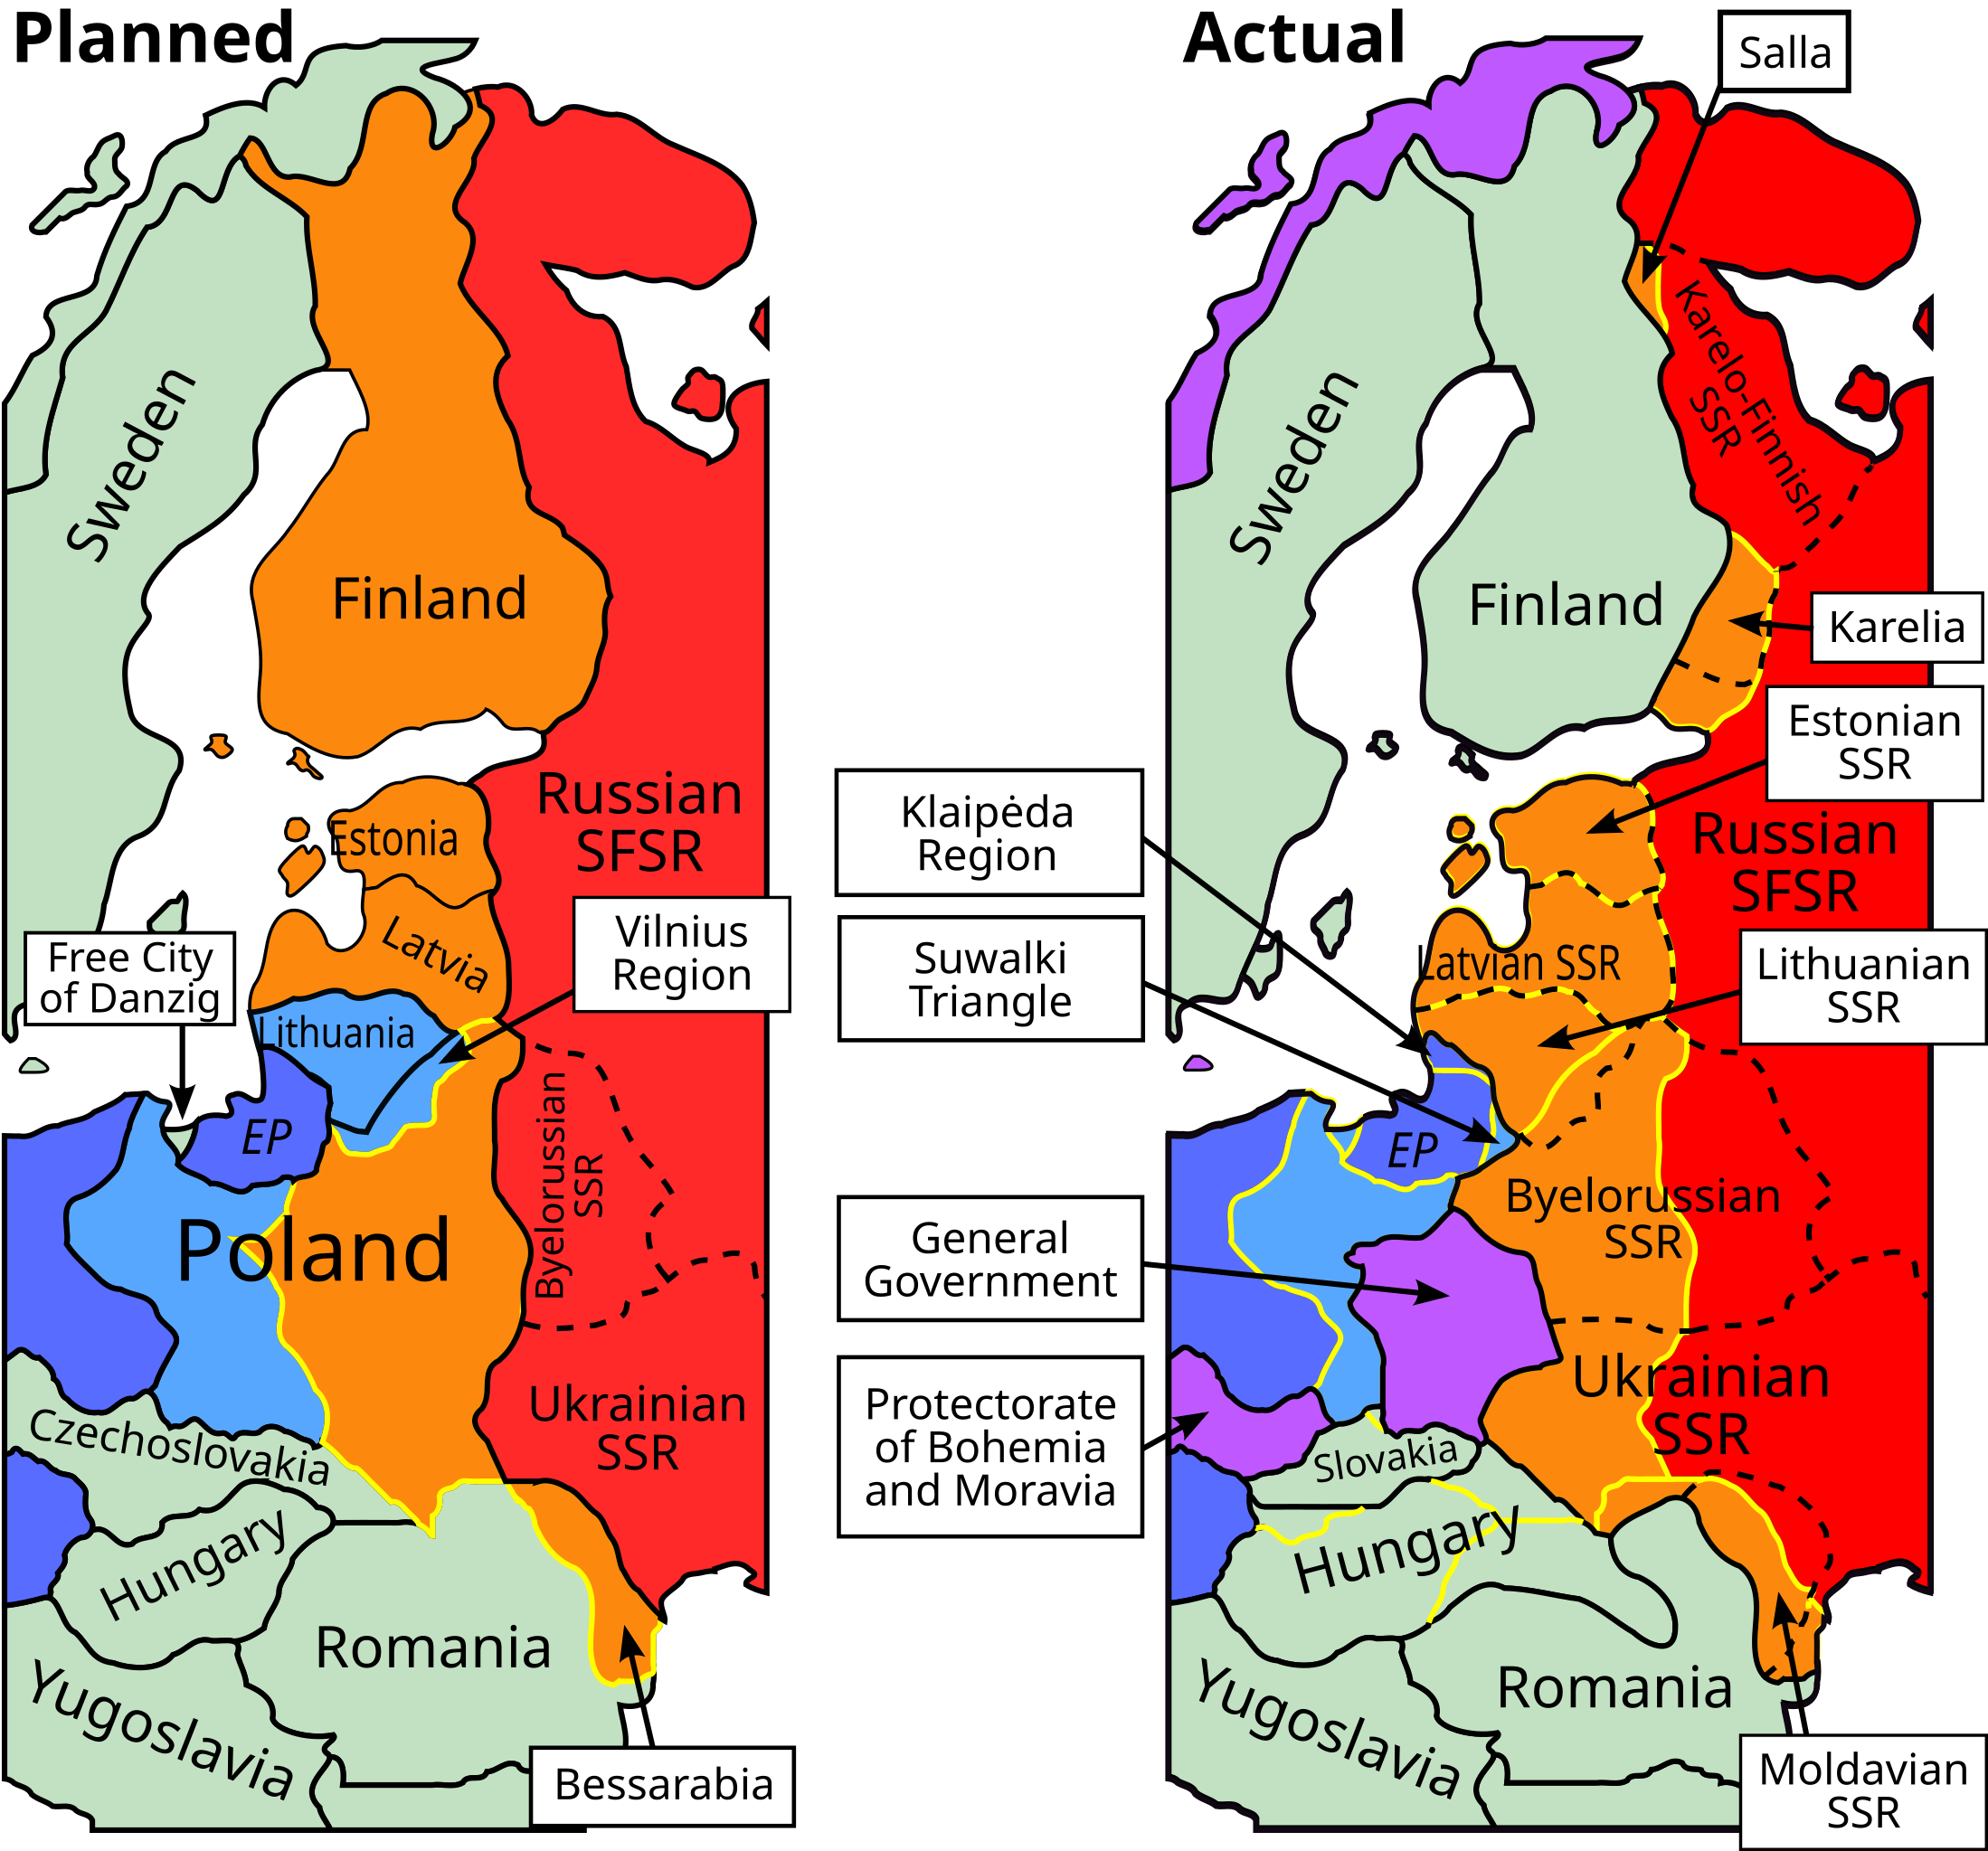 Planned
Sweden
Finland
Estonia
Russian
SFSR
Latvia
Vilnius
Region
Free City
of Danzig
Lithuania
EP
Byelorussian
SSR
Poland
Ukrainian
SSR
Czechoslovakia
Hungary
Romania
Yugoslavia
Bessarabia
Actual
Salla
Karelo-Finnish
SSR
Sweden
Finland
Karelia
Estonian
SSR
Klaipėda
Region
Russian
SFSR
Suwalki
Triangle
Latvian SSR
Lithuanian
SSR
EP
Byelorussian
SSR
General
Government
Ukrainian
SSR
Protectorate
of Bohemia
and Moravia
Slovakia
Hungary
Romania
Yugoslavia
Moldavian
SSR